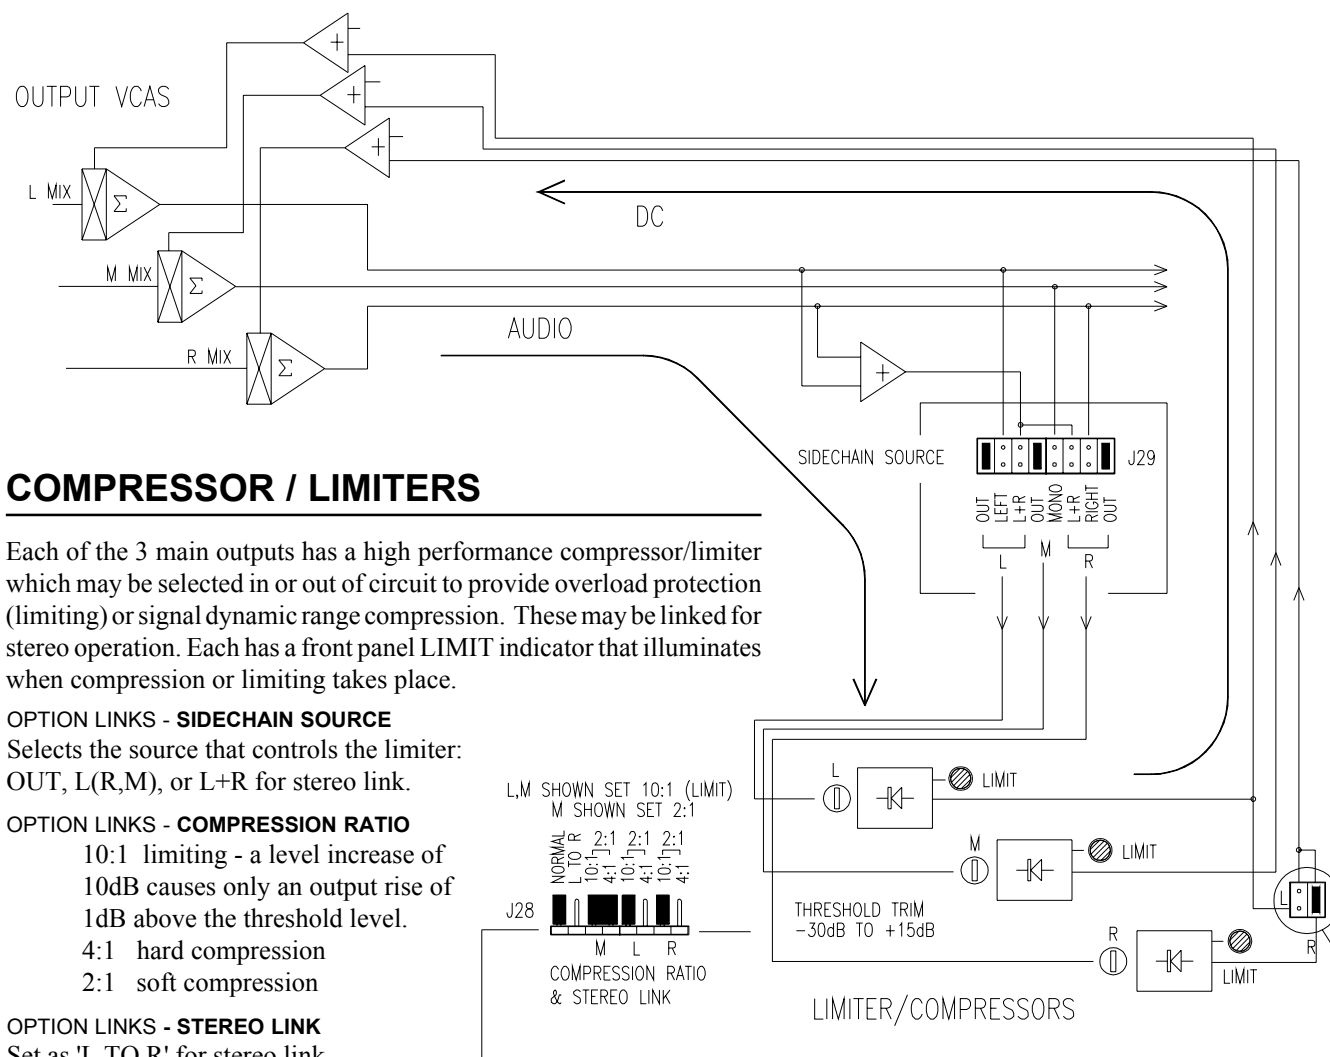 OUTPUT VCAS
L MIX
Σ
M MIX
Σ
R MIX
Σ
+
+
+
DC
AUDIO
+
SIDECHAIN SOURCE
J29
OUT
LEFT
L+R
OUT
MONO
L+R
RIGHT
OUT
L
M
R
COMPRESSOR / LIMITERS
Each of the 3 main outputs has a high performance compressor/limiter
which may be selected in or out of circuit to provide overload protection
(limiting) or signal dynamic range compression. These may be linked for
stereo operation. Each has a front panel LIMIT indicator that illuminates
when compression or limiting takes place.
OPTION LINKS - SIDECHAIN SOURCE
Selects the source that controls the limiter:
OUT, L(R,M), or L+R for stereo link.
OPTION LINKS - COMPRESSION RATIO
10:1 limiting - a level increase of
10dB causes only an output rise of
1dB above the threshold level.
4:1 hard compression
2:1 soft compression
OPTION LINKS - STEREO LINK
Set as 'L TO R' for stereo link
L,M SHOWN SET 10:1 (LIMIT)
M SHOWN SET 2:1
NORMAL
L TO R
10:1
2:1
4:1
10:1
2:1
4:1
10:1
2:1
4:1
J28
M L R
COMPRESSION RATIO
& STEREO LINK
L
LIMIT
M
LIMIT
THRESHOLD TRIM
-30dB TO +15dB
R
LIMIT
L
R
LIMITER/COMPRESSORS